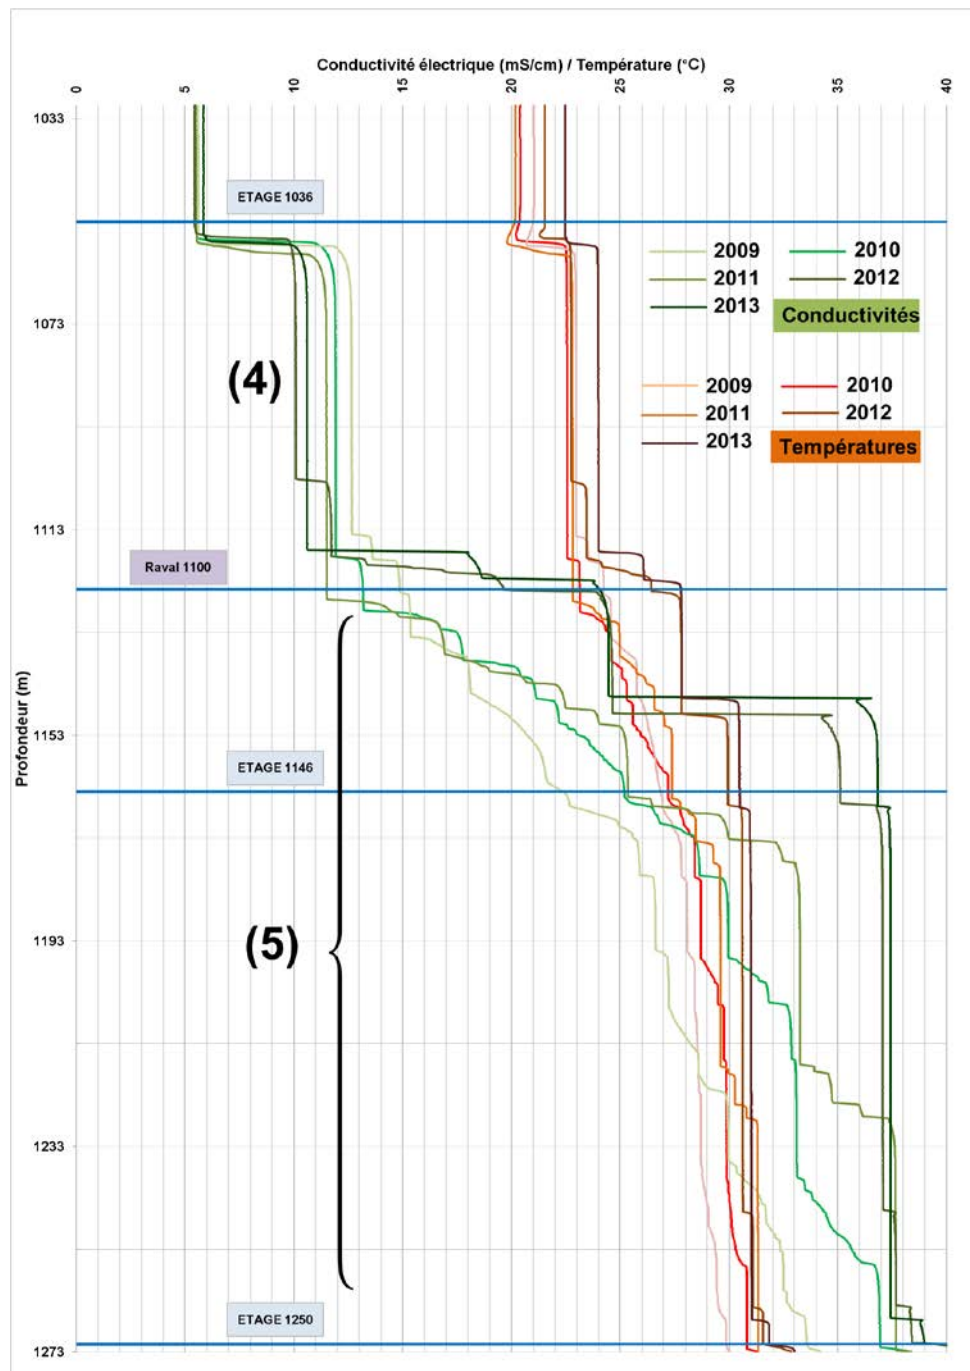 Conductivité électrique (mS/cm) / Température (°C)
0 5 10 15 20 25 30 35 40
1033
ETAGE 1036
2009 2010
2011 2012
2013 Conductivités
1073
(4)
2009 2010
2011 2012
2013 Températures
1113
Raval 1100
Profondeur (m)
1153
ETAGE 1146
1193
(5)
1233
ETAGE 1250
1273